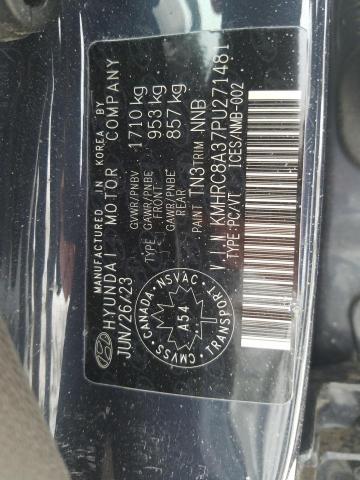 MANUFACTURED IN KOREA BY
HYUNDAI MOTOR COMPANY
JUN/26/23
GVWR/PNBV 1710 kg
TYPE GAWR/PNBE FRONT: 953 kg
GAWR/PNBE REAR: 857 kg
PAINT TN3 TRIM NNB
V I N KMHRC8A37PU271481
TYPE:PC/VT ICES/NMB-002
CANADA NSVAC TRANSPORT CMVSS
A54